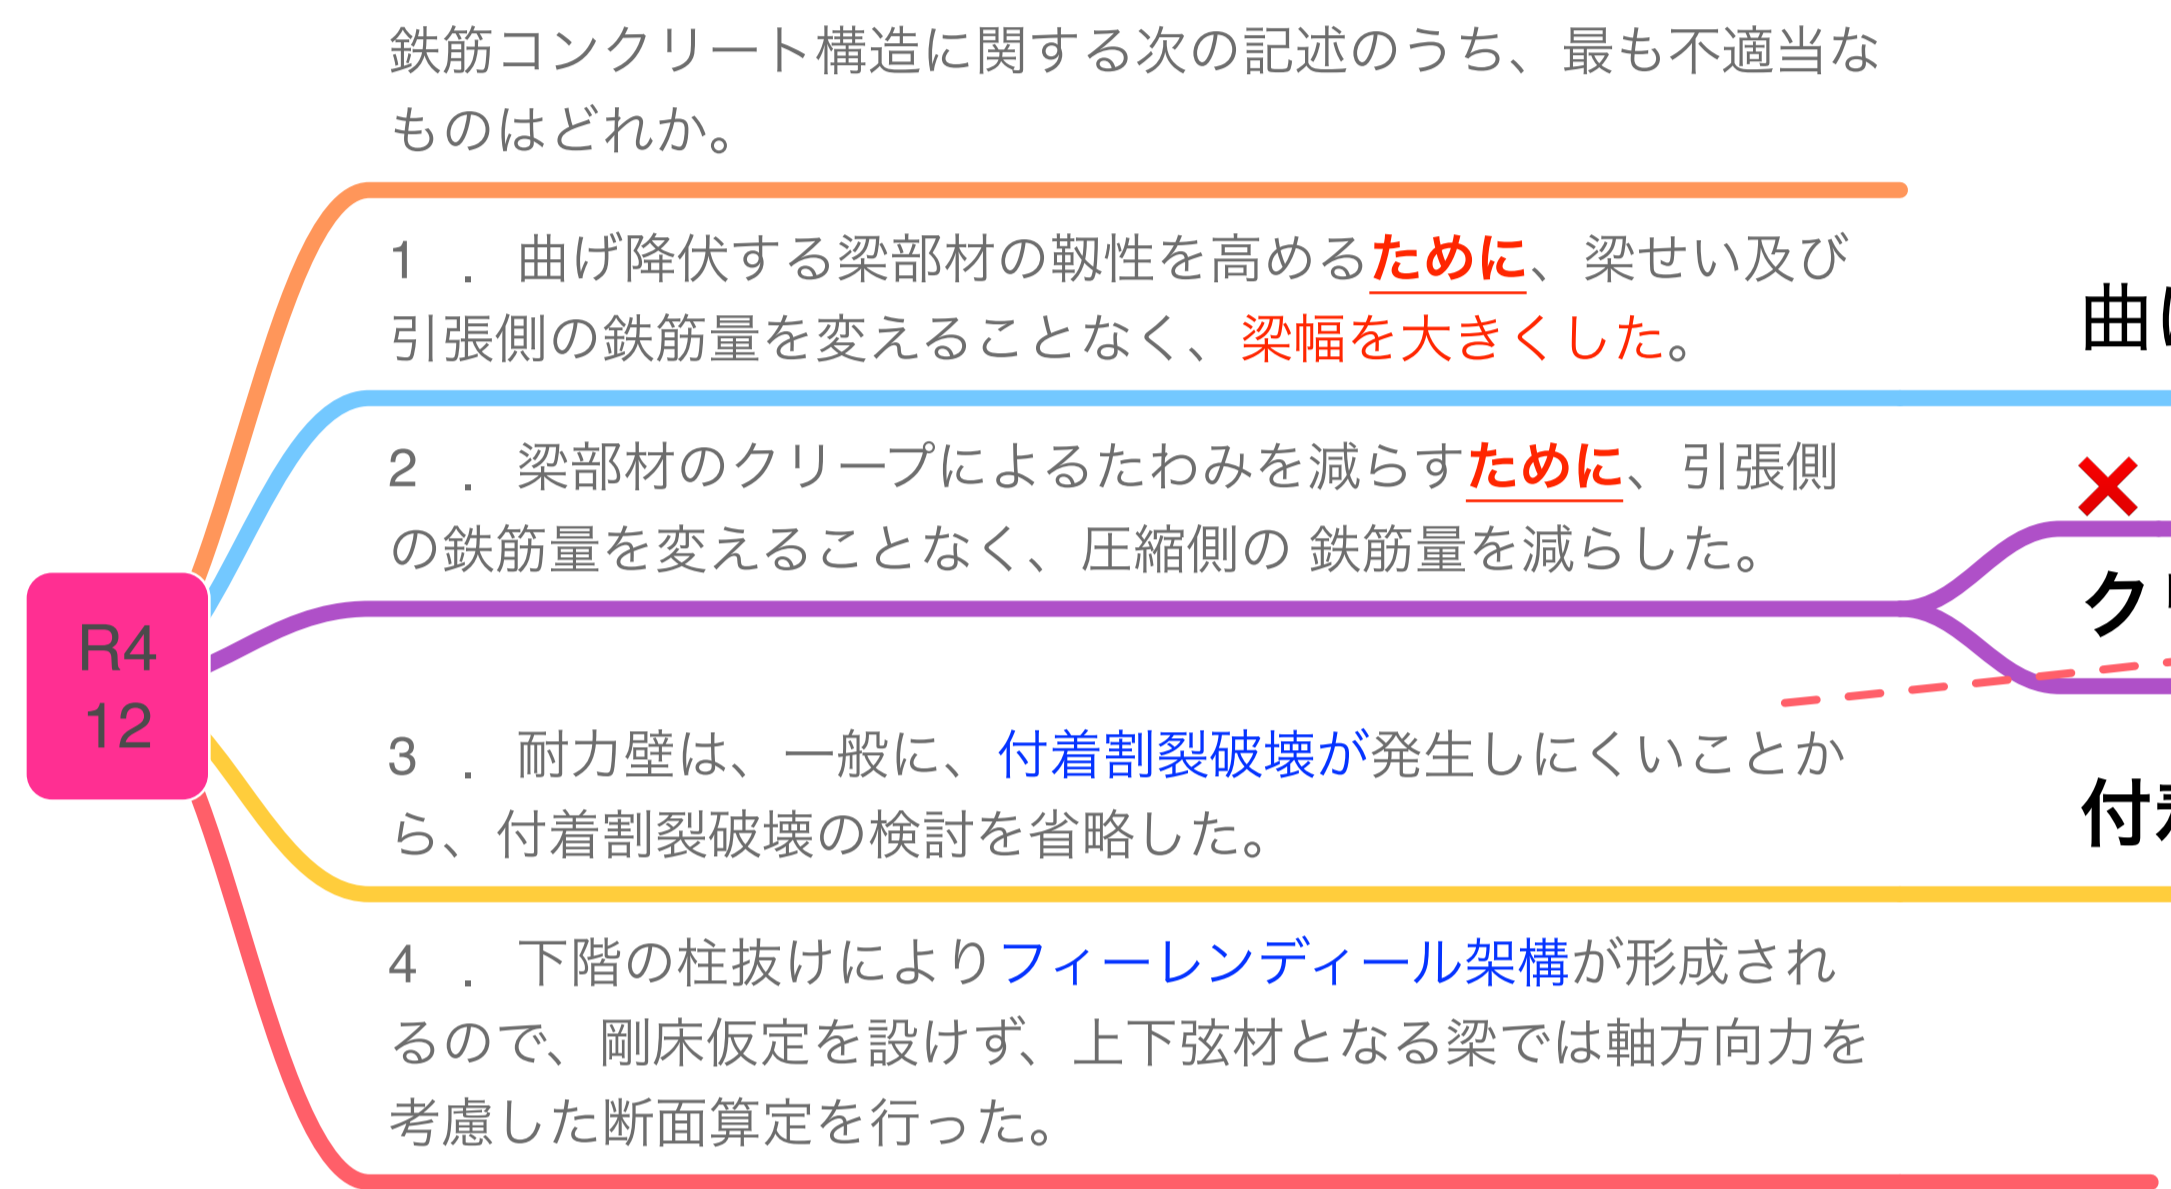 鉄筋コンクリート構造に関する次の記述のうち、最も不適当な
ものはどれか。
1 ．曲げ降伏する梁部材の靱性を高めるために、梁せい及び
引張側の鉄筋量を変えることなく、梁幅を大きくした。
曲
2 ．梁部材のクリープによるたわみを減らすために、引張側
の鉄筋量を変えることなく、圧縮側の 鉄筋量を減らした。
×
ク
R4
12
3 ．耐力壁は、一般に、付着割裂破壊が発生しにくいことか
ら、付着割裂破壊の検討を省略した。
付
4 ．下階の柱抜けによりフィーレンディール架構が形成され
るので、剛床仮定を設けず、上下弦材となる梁では軸方向力を
考慮した断面算定を行った。